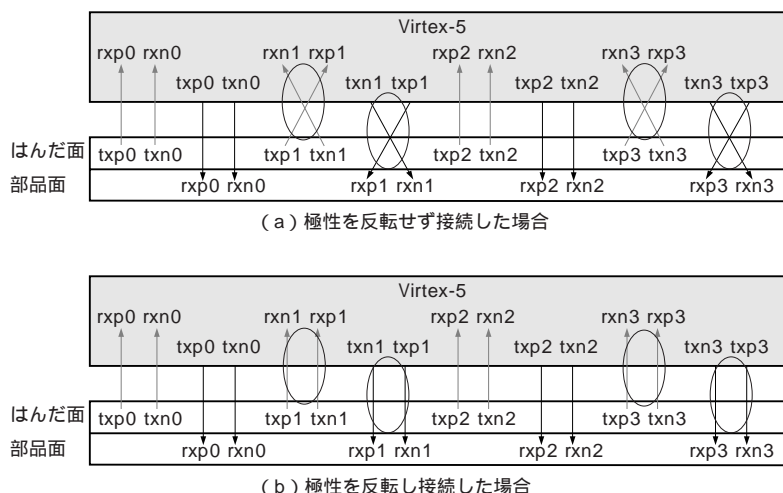 Virtex-5
rxp0 rxn0 rxn1 rxp1 rxp2 rxn2 rxn3 rxp3
txp0 txn0 txn1 txp1 txp2 txn2 txn3 txp3
はんだ面 txp0 txn0 txp1 txn1 txp2 txn2 txp3 txn3
部品面 rxp0 rxn0 rxp1 rxn1 rxp2 rxn2 rxp3 rxn3
(a)極性を反転せず接続した場合
Virtex-5
rxp0 rxn0 rxn1 rxp1 rxp2 rxn2 rxn3 rxp3
txp0 txn0 txn1 txp1 txp2 txn2 txn3 txp3
はんだ面 txp0 txn0 txp1 txn1 txp2 txn2 txp3 txn3
部品面 rxp0 rxn0 rxp1 rxn1 rxp2 rxn2 rxp3 rxn3
(b)極性を反転し接続した場合